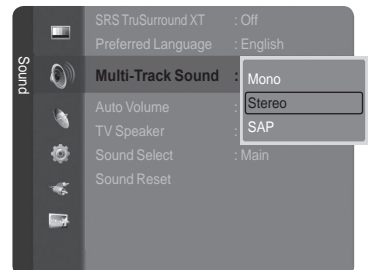 Sound
SRS TruSurround XT : Off
Preferred Language : English
Multi-Track Sound :
Mono
Stereo
SAP
Auto Volume :
TV Speaker :
Sound Select : Main
Sound Reset